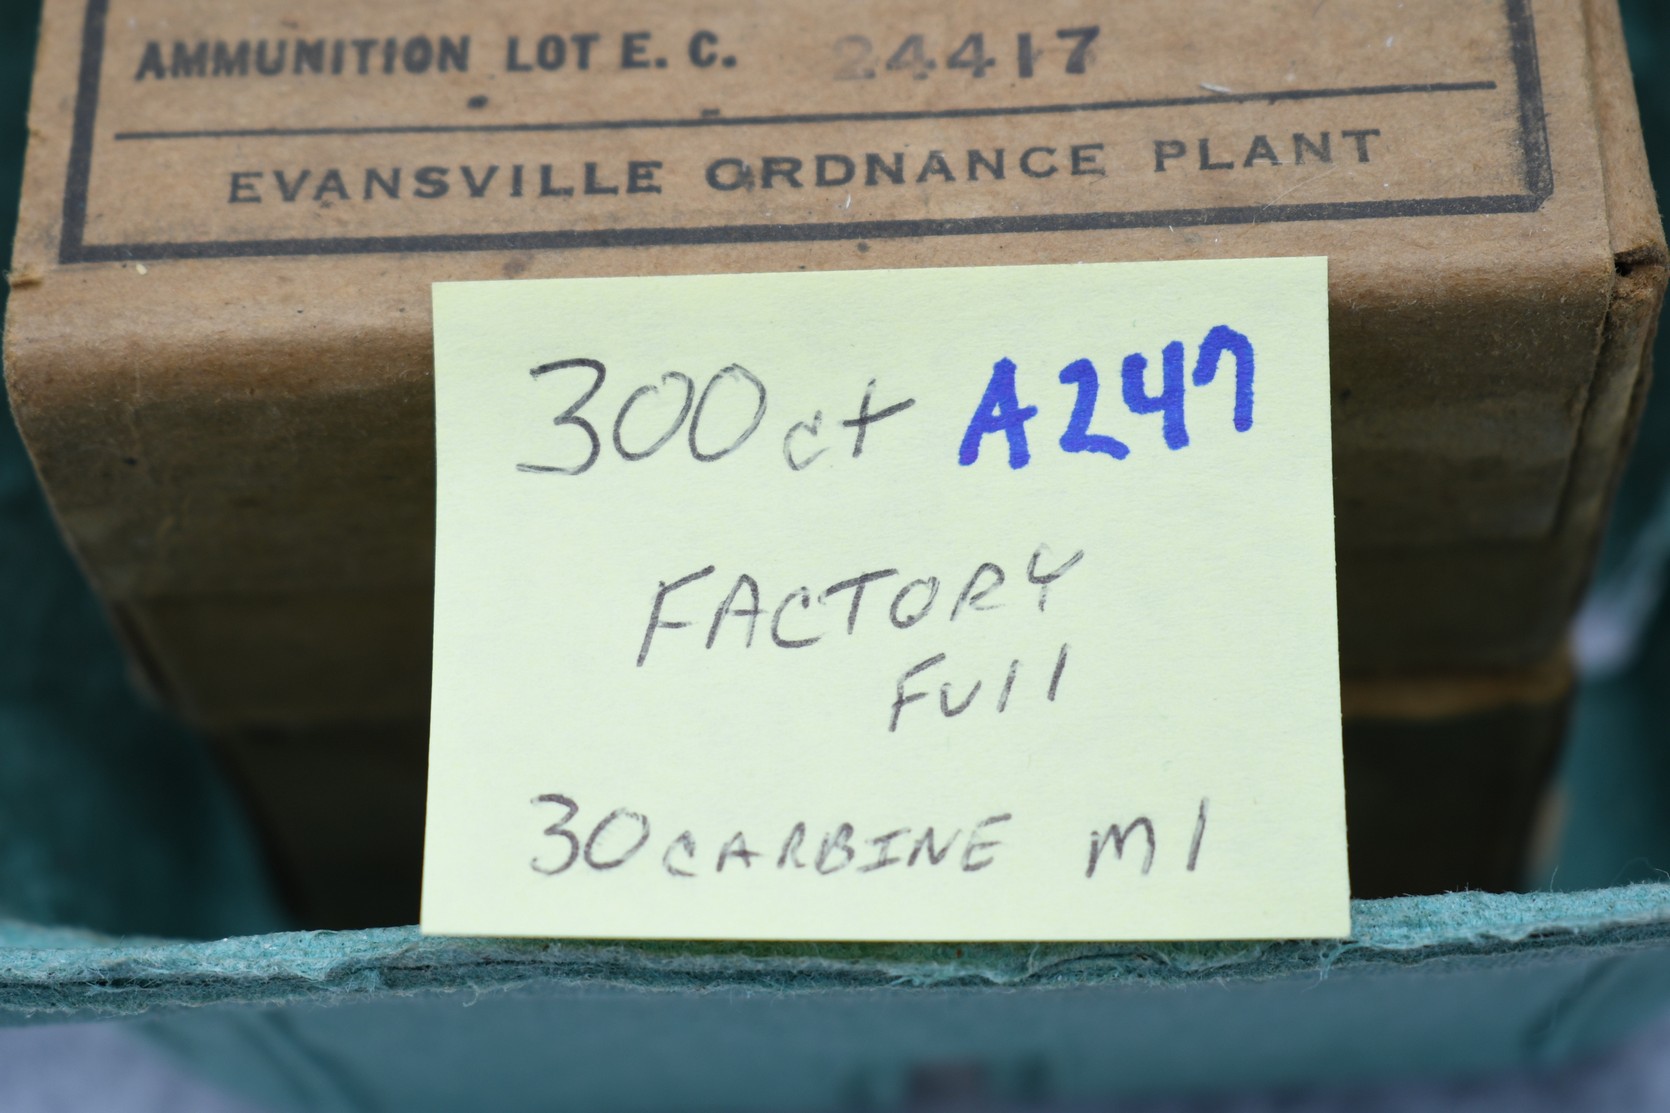 AMMUNITION LOT E. C. 24417
EVANSVILLE ORDNANCE PLANT
300 ct A247
FACTORY
FUll
30 CARBINE M1